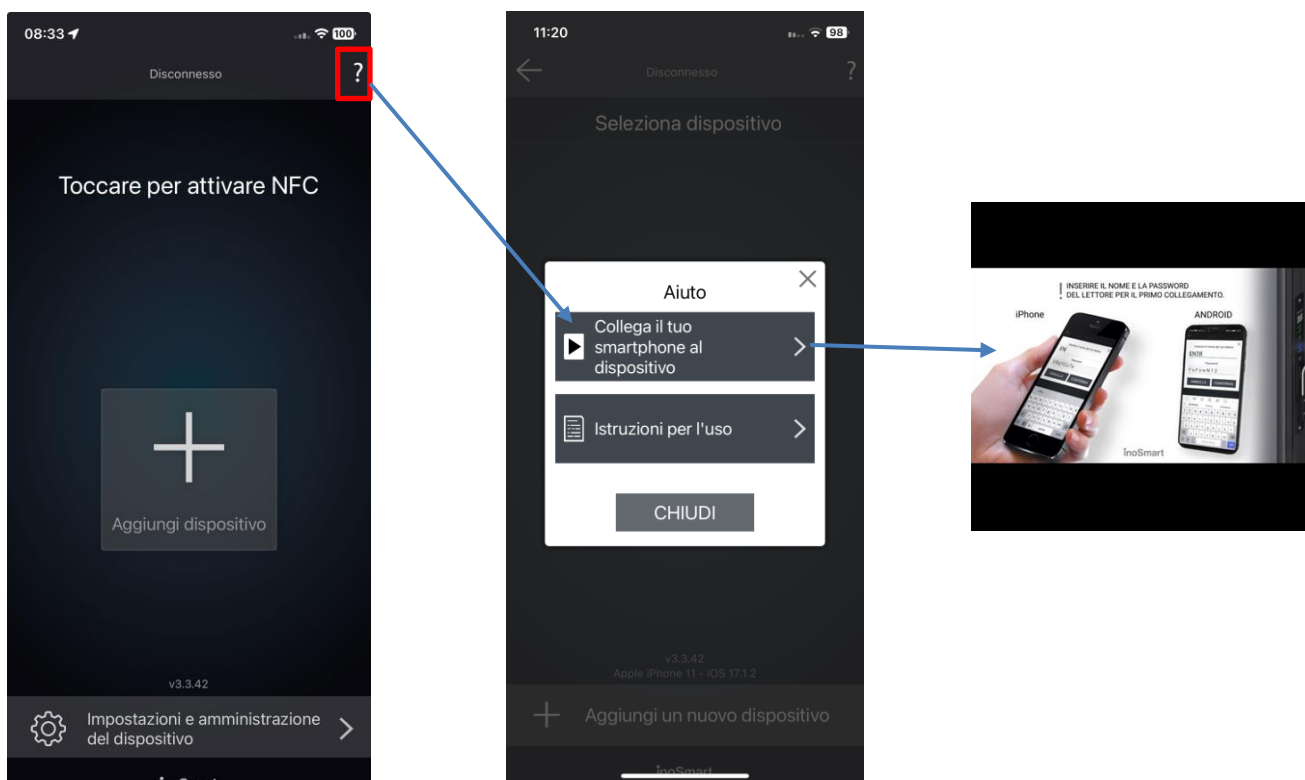 08:33
100
Disconnesso
?
Toccare per attivare NFC
Aggiungi dispositivo
v3.3.42
Impostazioni e amministrazione
del dispositivo
11:20
98
Disconnesso
?
Seleziona dispositivo
Aiuto
Collega il tuo
smartphone al
dispositivo
Istruzioni per l'uso
CHIUDI
v3.3.42
Apple iPhone 11 - iOS 17.1.2
Aggiungi un nuovo dispositivo
inoSmart
! INSERIRE IL NOME E LA PASSWORD
DEL LETTORE PER IL PRIMO COLLEGAMENTO.
iPhone
ANDROID
ENTR
inoSmart